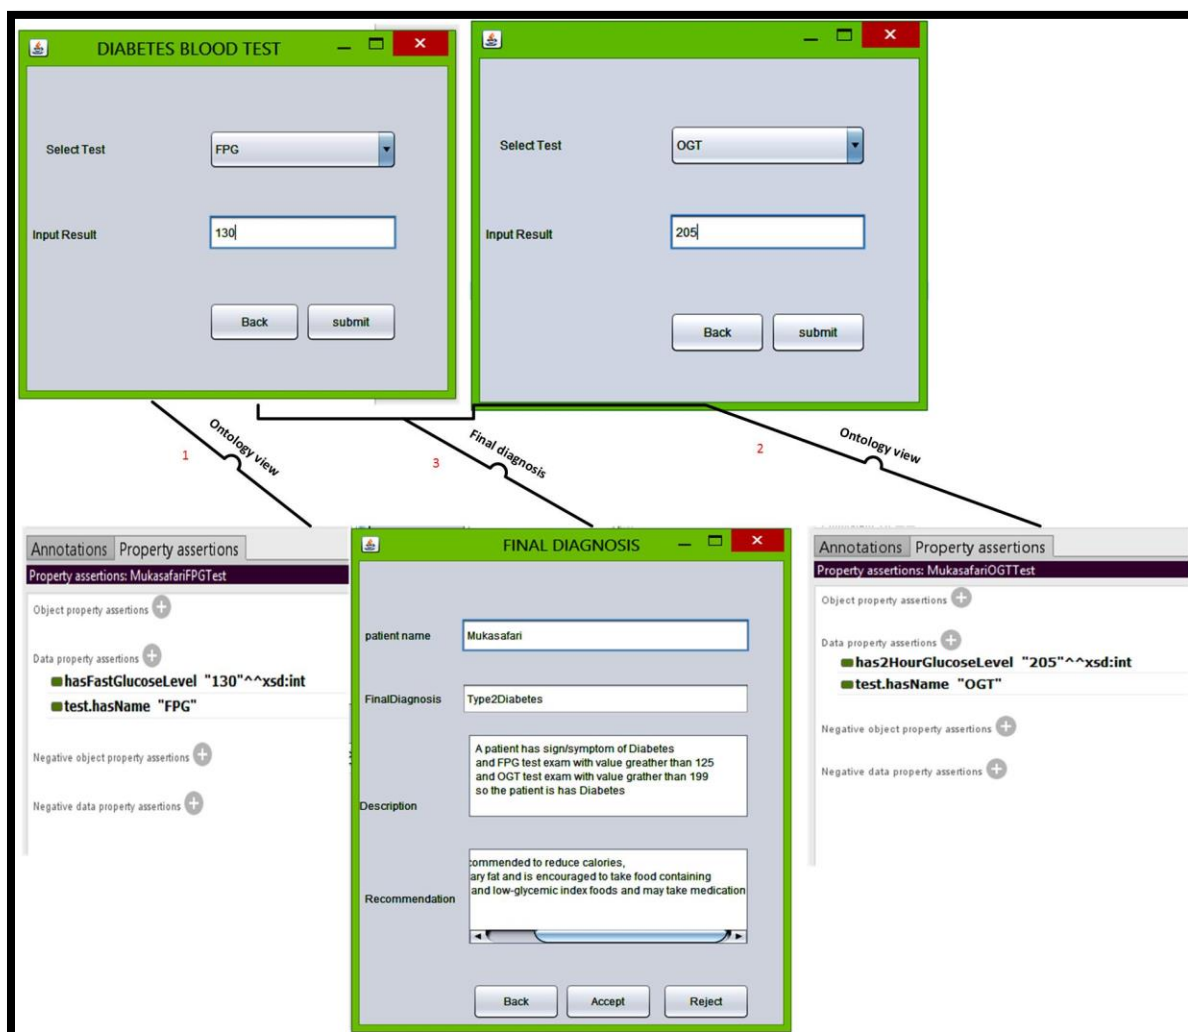 DIABETES BLOOD TEST
Select Test
FPG
Input Result
130
Back
submit
Select Test
OGT
Input Result
205
Back
submit
1
Ontology view
3
Final diagnosis
2
Ontology view
Annotations Property assertions
Property assertions: MukasafariFPGTest
Object property assertions
Data property assertions
hasFastGlucoseLevel "130"^^xsd:int
test.hasName "FPG"
Negative object property assertions
Negative data property assertions
FINAL DIAGNOSIS
patient name
Mukasafari
FinalDiagnosis
Type2Diabetes
Description
A patient has sign/symptom of Diabetes
and FPG test exam with value greather than 125
and OGT test exam with value grather than 199
so the patient is has Diabetes
Recommendation
commended to reduce calories,
ary fat and is encouraged to take food containing
and low-glycemic index foods and may take medication
Back
Accept
Reject
Annotations Property assertions
Property assertions: MukasafariOGTTest
Object property assertions
Data property assertions
has2HourGlucoseLevel "205"^^xsd:int
test.hasName "OGT"
Negative object property assertions
Negative data property assertions